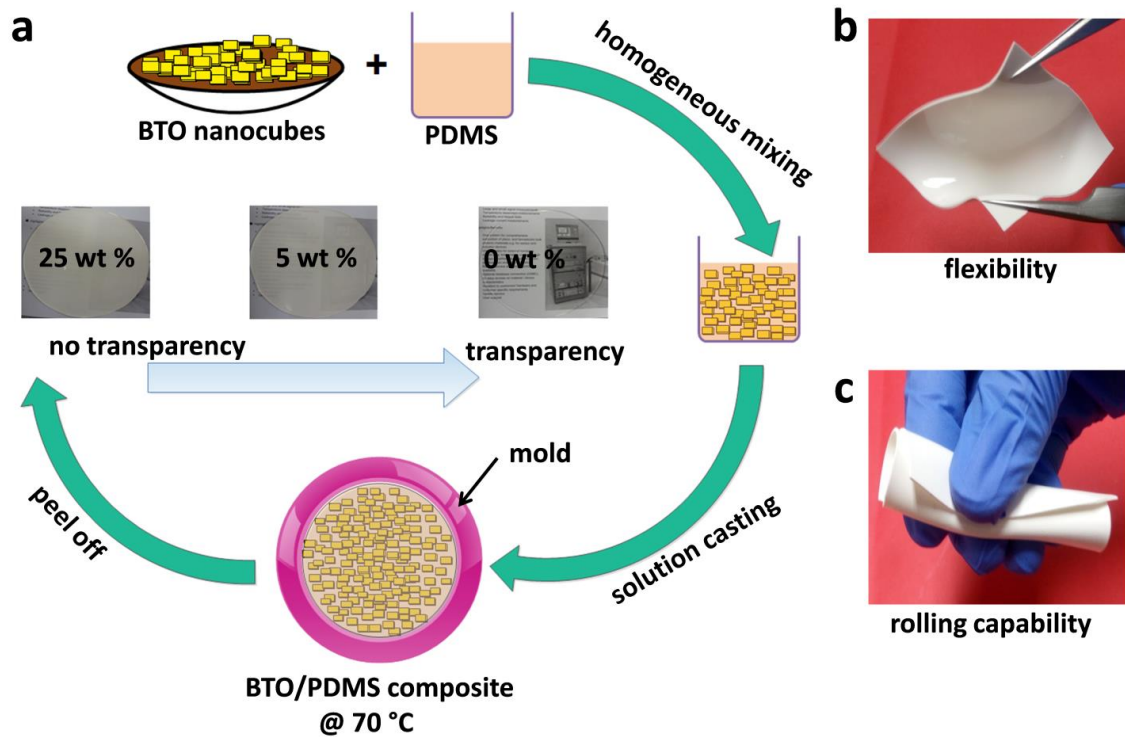 a
BTO nanocubes
+
PDMS
homogeneous mixing
25 wt %
5 wt %
0 wt %
no transparency
transparency
solution casting
mold
peel off
BTO/PDMS composite
@ 70 °C
b
flexibility
c
rolling capability